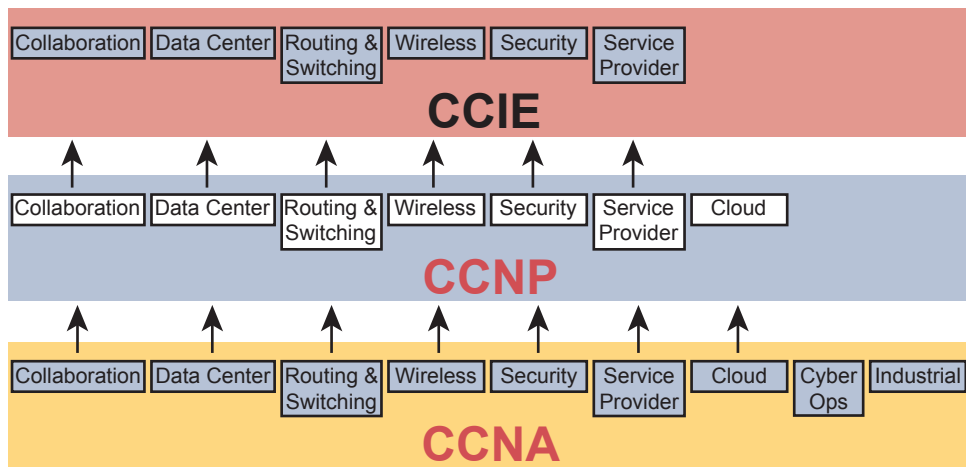 Collaboration Data Center Routing & Wireless Security Service
Switching Provider
CCIE
Collaboration Data Center Routing & Wireless Security Service Cloud
Switching Provider
CCNP
Collaboration Data Center Routing & Wireless Security Service Cloud Cyber Industrial
Switching Provider Ops
CCNA